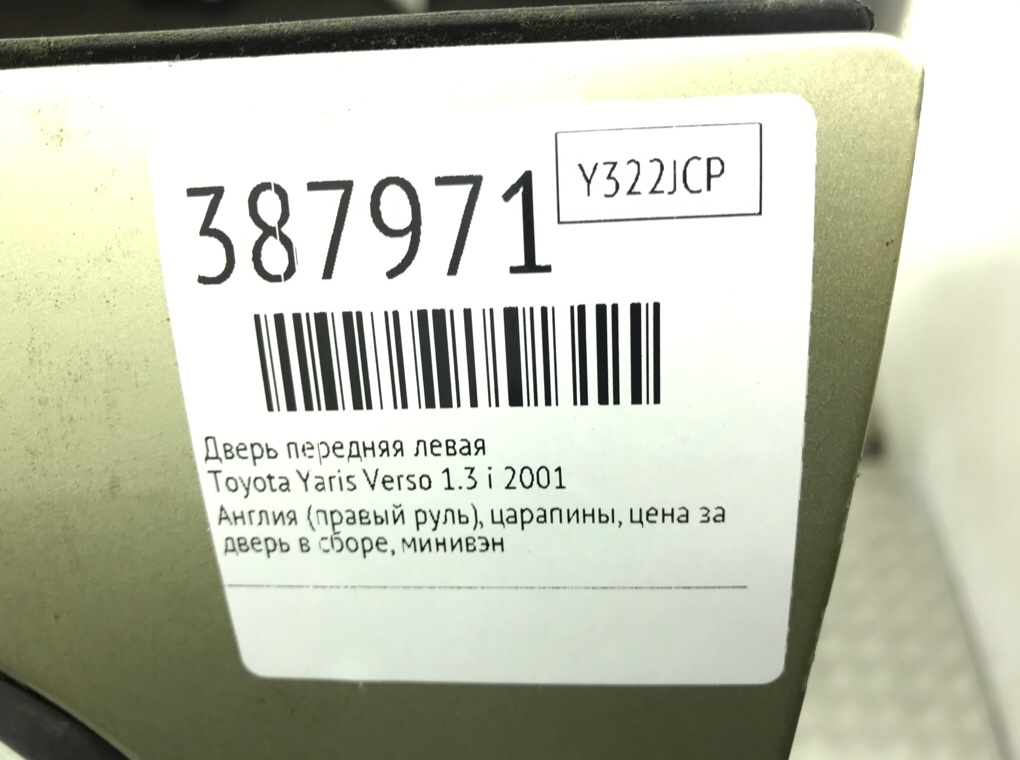 387971
Y322JCP
Дверь передняя левая
Toyota Yaris Verso 1.3 i 2001
Англия (правый руль), царапины, цена за
дверь в сборе, минивэн